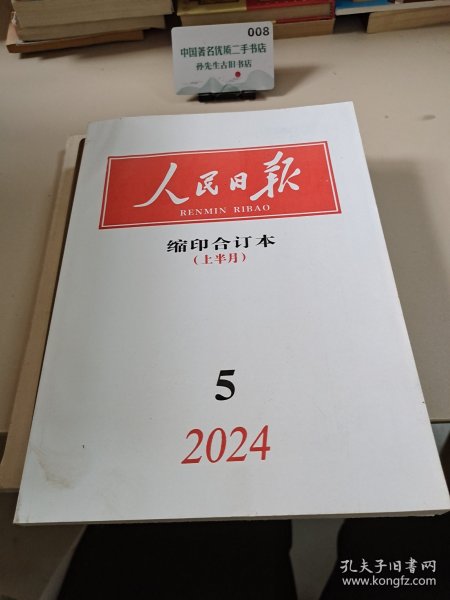 008
中国著名优质二手书店
孙先生古旧书店
人民日报
RENMIN RIBAO
缩印合订本
(上半月)
5
2024
孔夫子旧书网
www.kongfz.com